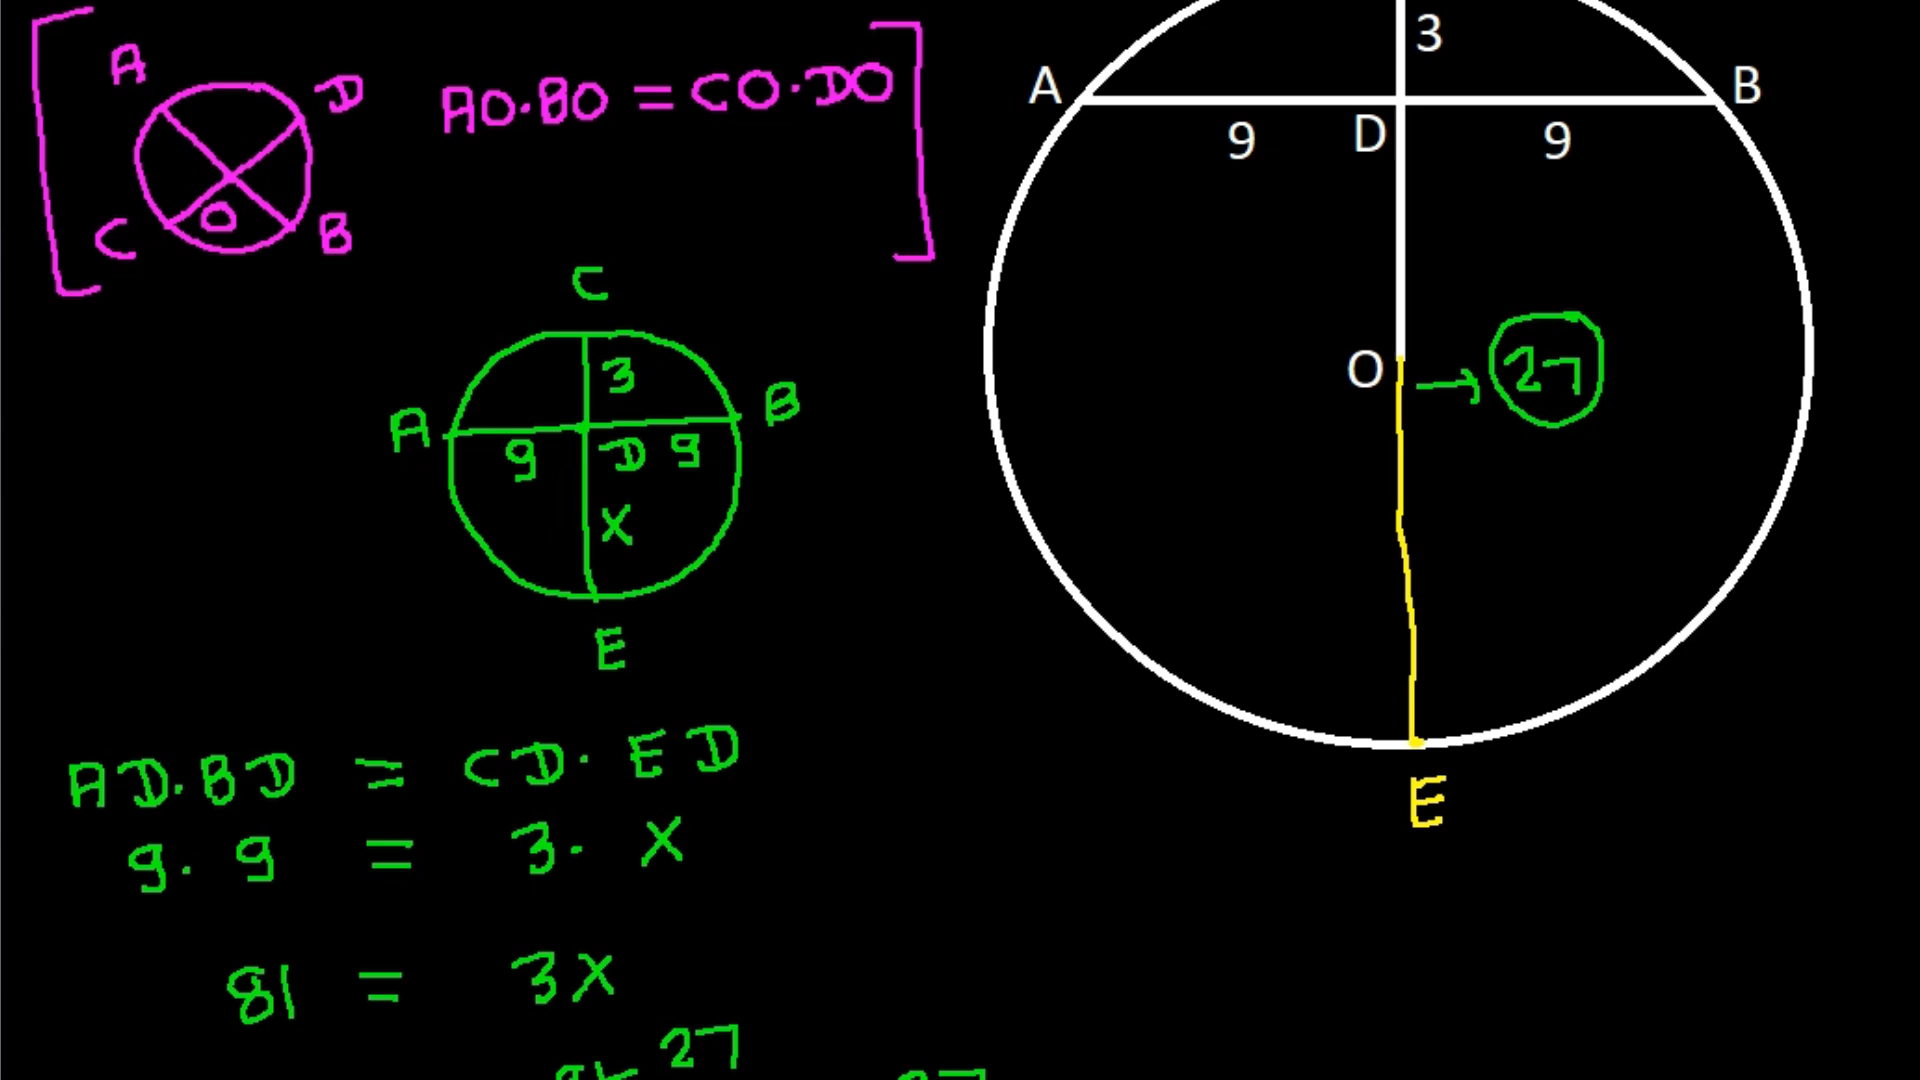 A
D
AO.BO = CO.DO
C
O
B
C
3
A
B
9
D
9
X
E
AD.BD = CD.ED
9.9 = 3.X
81 = 3X
27
3
A
B
9
D
9
O
→ 27
E